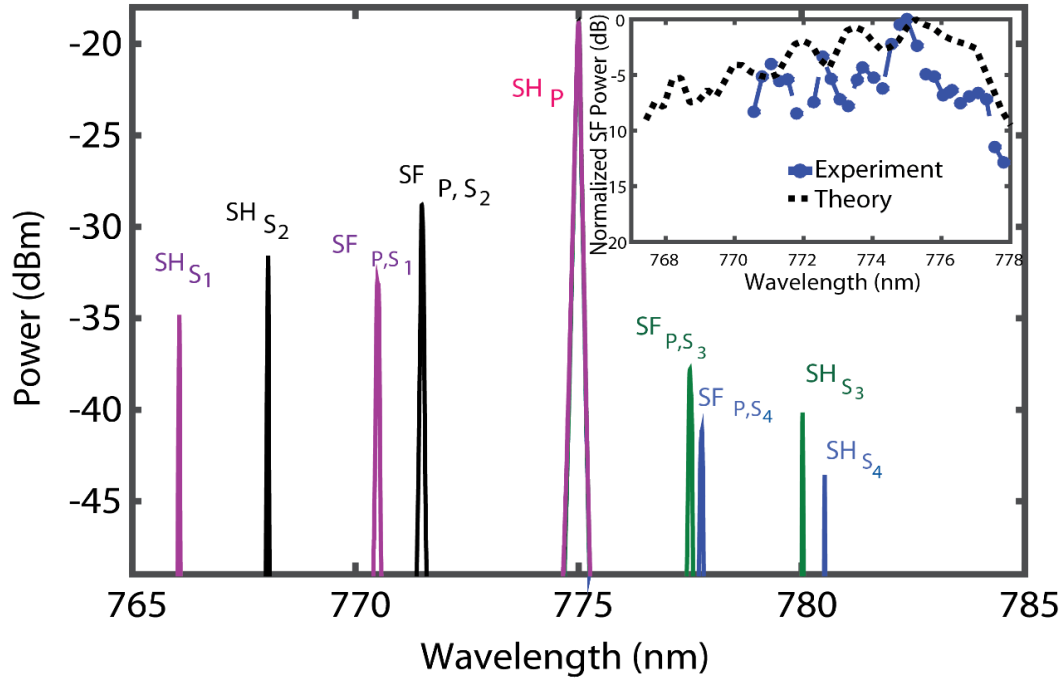 -20
-25
-30
-35
-40
-45
Power (dBm)
765
770
775
780
785
Wavelength (nm)
SH S1
SH S2
SF P,S1
SF P, S2
SH P
SF P,S3
SF P,S4
SH S3
SH S4
0
-5
10
15
20
Normalized SF Power (dB)
Experiment
Theory
768
770
772
774
776
778
Wavelength (nm)